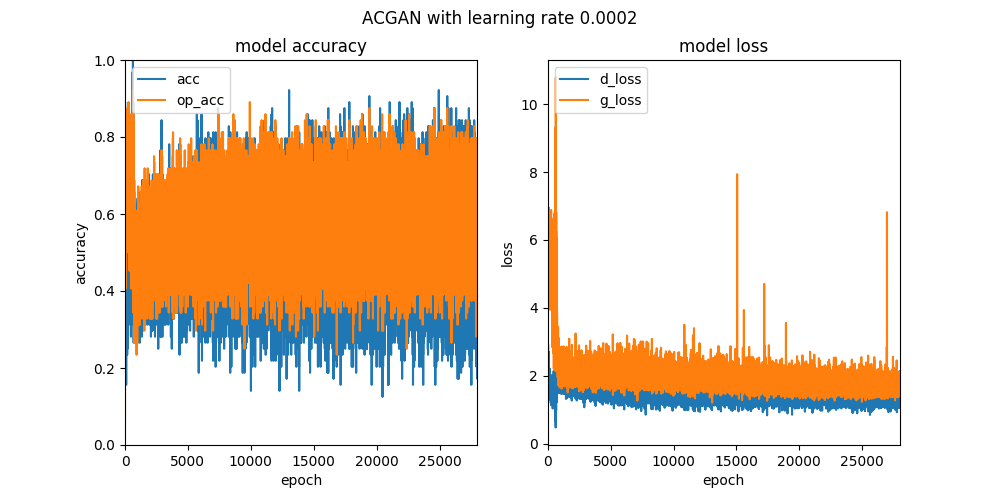 ACGAN with learning rate 0.0002
model accuracy
acc
op_acc
1.0
0.8
0.6
0.4
0.2
0.0
accuracy
0
5000
10000
15000
20000
25000
epoch
model loss
d_loss
g_loss
10
8
6
4
2
0
loss
0
5000
10000
15000
20000
25000
epoch